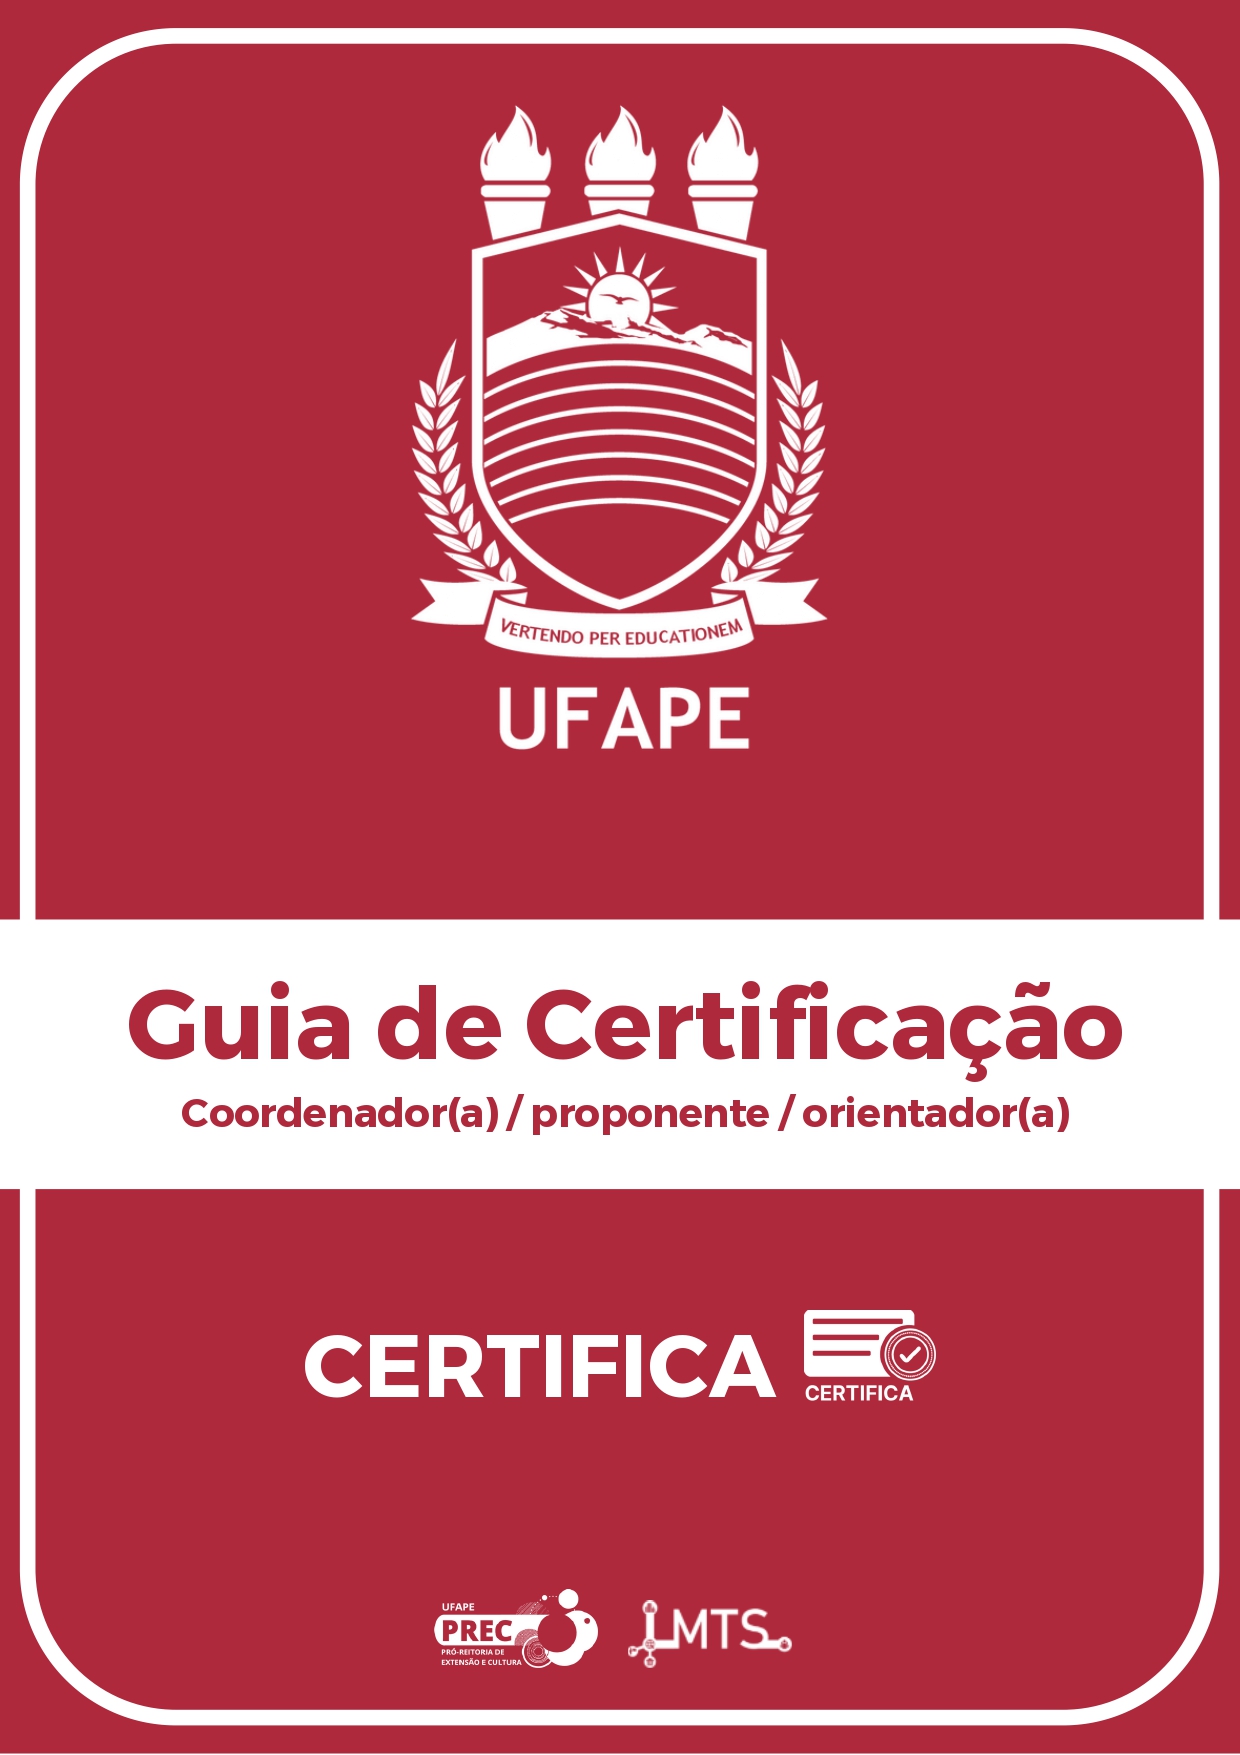 VERTENDO PER EDUCATIONEM
UFAPE
Guia de Certificação
Coordenador(a) / proponente / orientador(a)
CERTIFICA
CERTIFICA
UFAPE
PREC
PRÓ-REITORIA DE
EXTENSÃO E CULTURA
LMTS